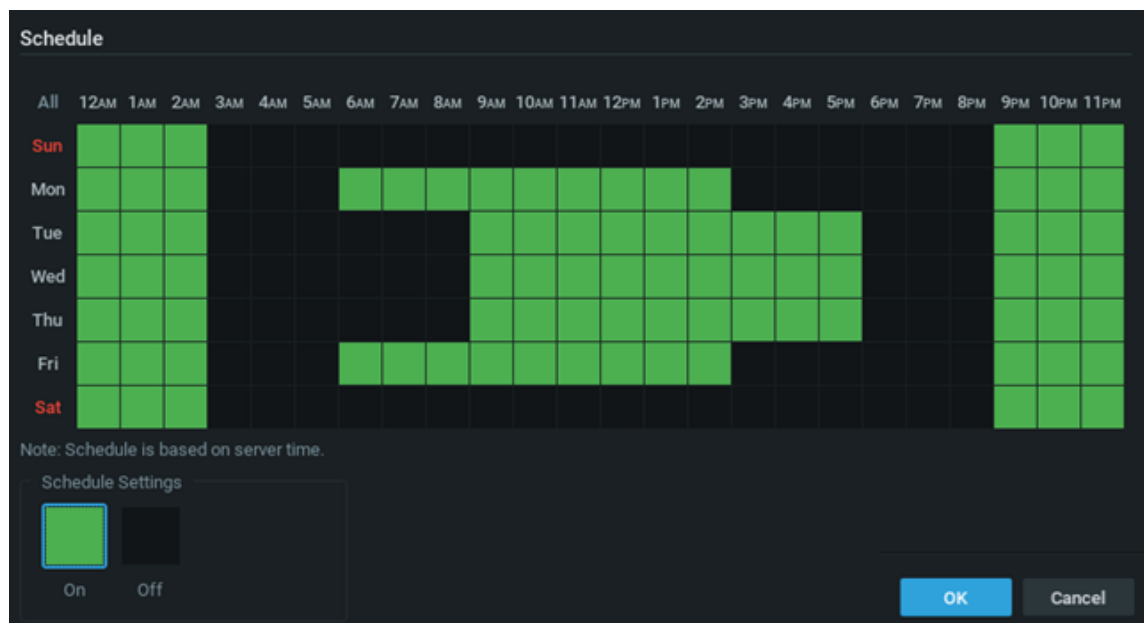 Schedule
All 12AM 1AM 2AM 3AM 4AM 5AM 6AM 7AM 8AM 9AM 10AM 11AM 12PM 1PM 2PM 3PM 4PM 5PM 6PM 7PM 8PM 9PM 10PM 11PM
Sun
Mon
Tue
Wed
Thu
Fri
Sat
Note: Schedule is based on server time.
Schedule Settings
On Off
OK Cancel